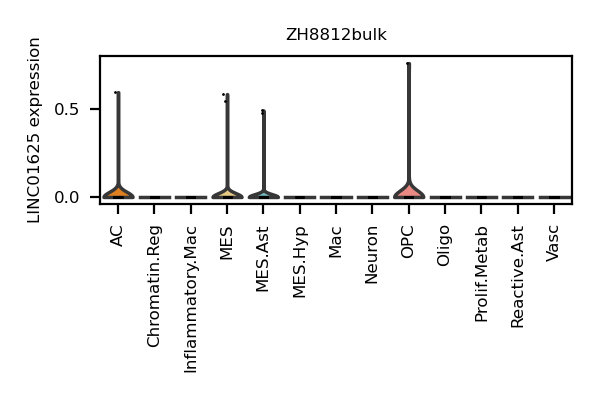 ZH8812bulk
LINC01625 expression
0.5
0.0
AC
Chromatin.Reg
Inflammatory.Mac
MES
MES.Ast
MES.Hyp
Mac
Neuron
OPC
Oligo
Prolif.Metab
Reactive.Ast
Vasc